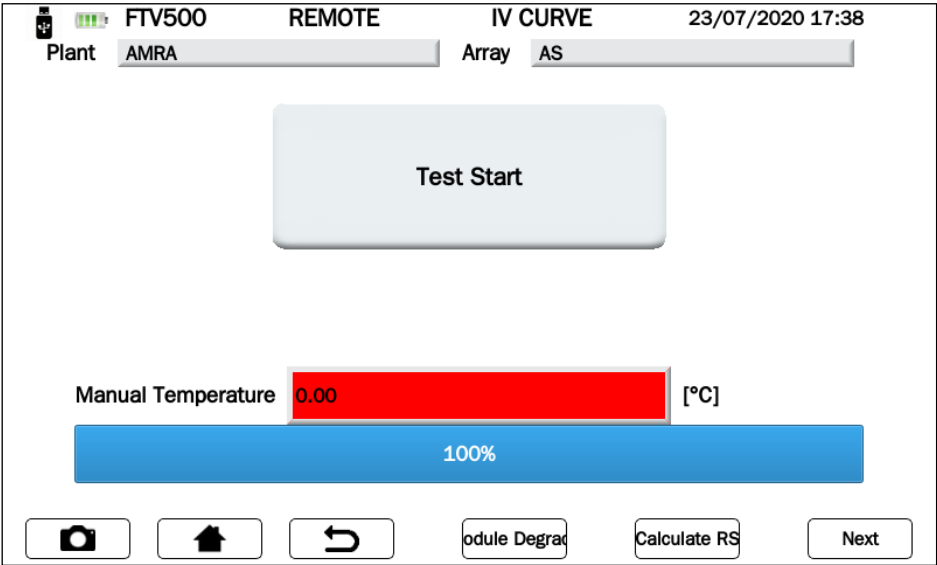 FTV500 REMOTE IV CURVE 23/07/2020 17:38
Plant AMRA Array AS
Test Start
Manual Temperature 0.00 [°C]
100%
odule Degrad Calculate RS Next